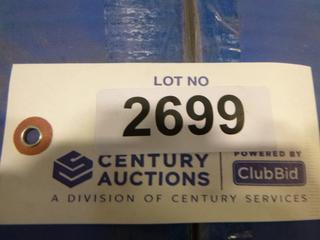 LOT NO
2699
CENTURY AUCTIONS
POWERED BY
ClubBid
A DIVISION OF CENTURY SERVICES